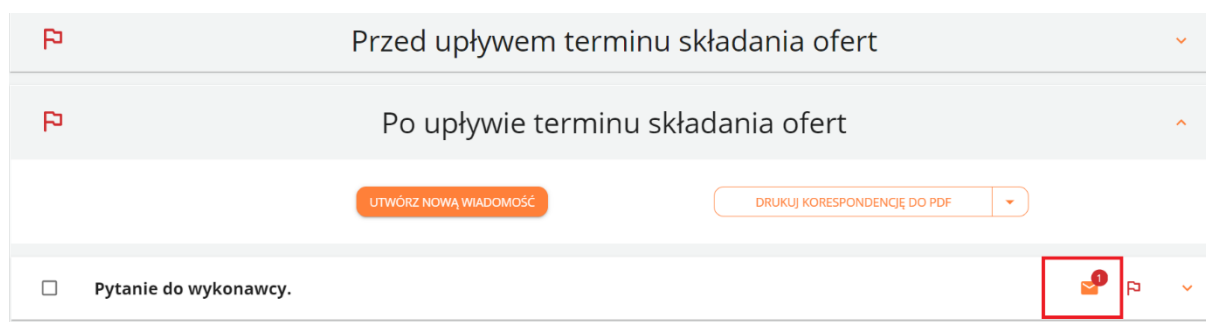 Przed upływem terminu składania ofert
Po upływie terminu składania ofert
UTWÓRZ NOWĄ WIADOMOŚĆ
DRUKUJ KORESPONDENCJĘ DO PDF
Pytanie do wykonawcy.
1